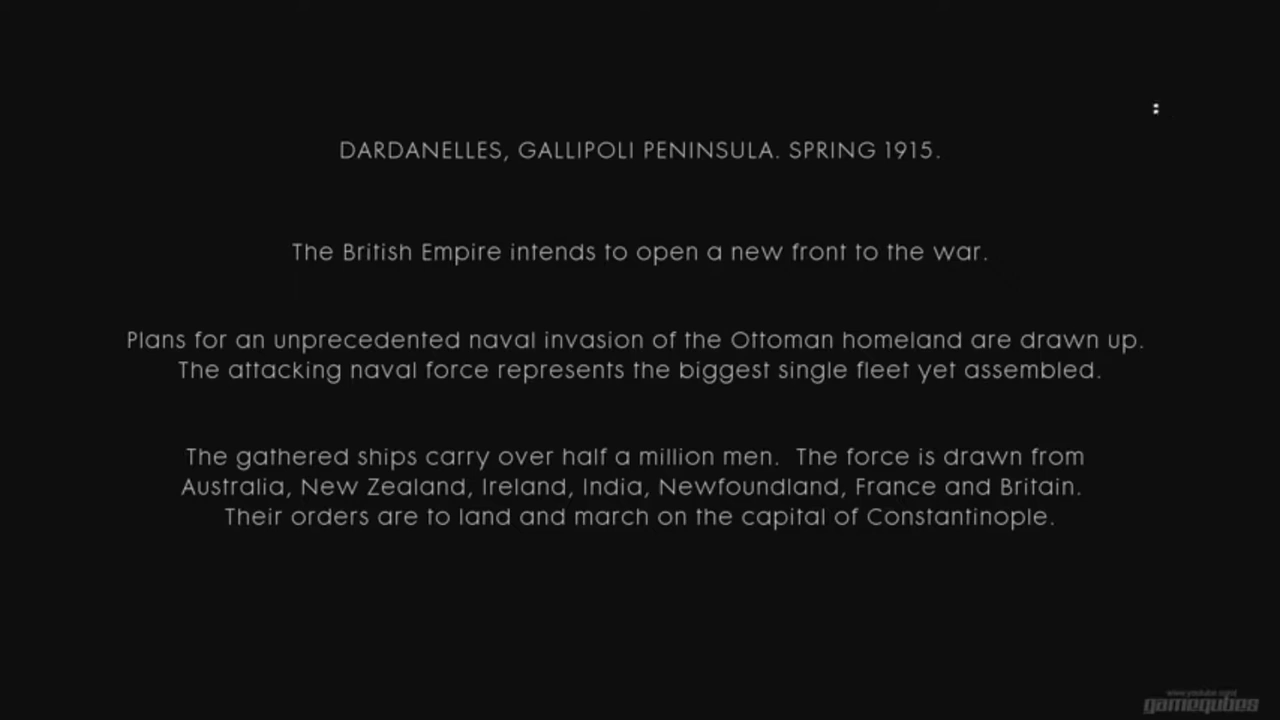 DARDANELLES, GALLIPOLI PENINSULA. SPRING 1915.
The British Empire intends to open a new front to the war.
Plans for an unprecedented naval invasion of the Ottoman homeland are drawn up.
The attacking naval force represents the biggest single fleet yet assembled.
The gathered ships carry over half a million men. The force is drawn from
Australia, New Zealand, Ireland, India, Newfoundland, France and Britain.
Their orders are to land and march on the capital of Constantinople.
www.youtube.com/
gamequbes